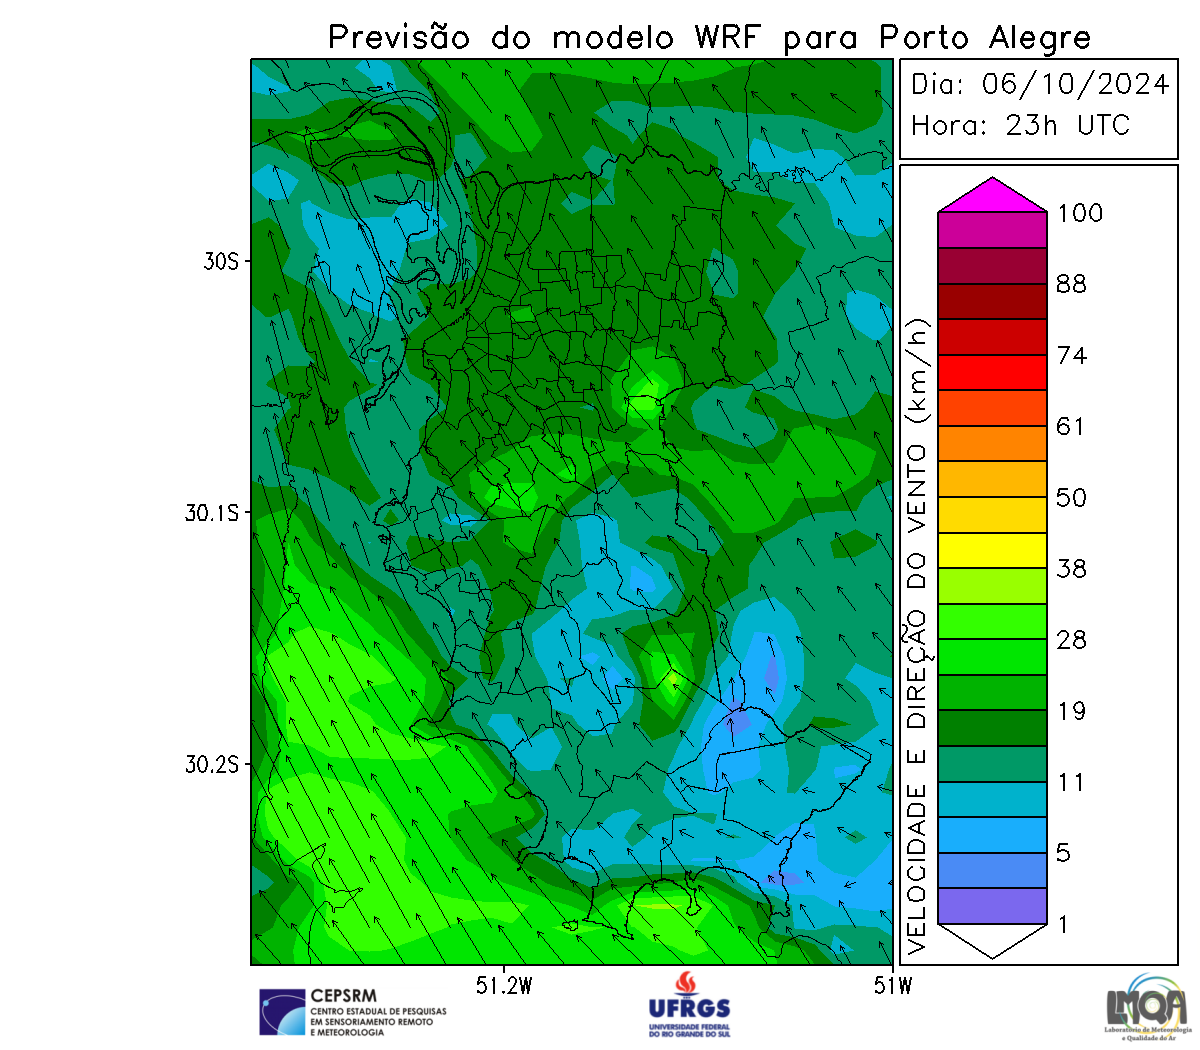 Previsão do modelo WRF para Porto Alegre
Dia: 06/10/2024
Hora: 23h UTC
30S
30.1S
30.2S
51.2W
51W
VELOCIDADE E DIREÇÃO DO VENTO (km/h)
100
88
74
61
50
38
28
19
11
5
1
CEPSRM
CENTRO ESTADUAL DE PESQUISAS
EM SENSORIAMENTO REMOTO
E METEOROLOGIA
UFRGS
UNIVERSIDADE FEDERAL
DO RIO GRANDE DO SUL
LMQA
Laboratório de Meteorologia
e Qualidade do Ar